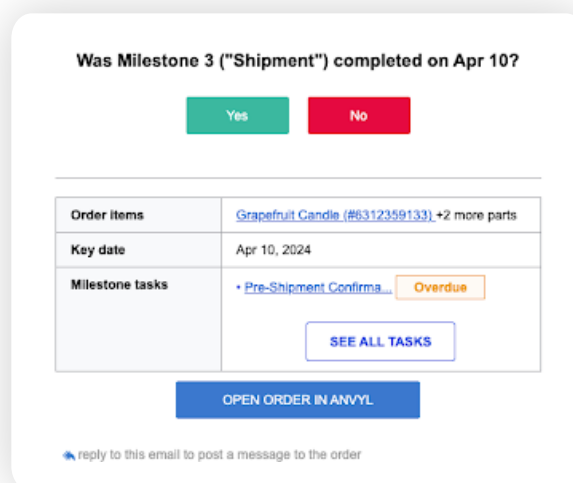 Was Milestone 3 ("Shipment") completed on Apr 10?
Yes
No
Order items
Grapefruit Candle (#6312359133) +2 more parts
Key date
Apr 10, 2024
Milestone tasks
• Pre-Shipment Confirma... Overdue
SEE ALL TASKS
OPEN ORDER IN ANVYL
reply to this email to post a message to the order